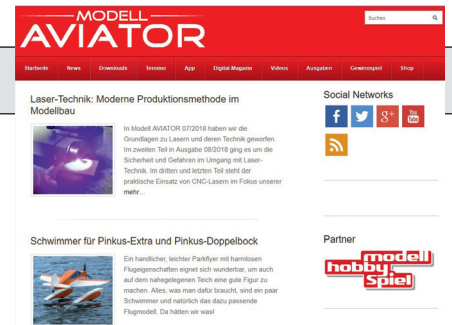 MODELL
AVIATOR
Suchen
Startseite News Downloads Termine App Digital-Magazin Videos Ausgaben Gewinnspiel Shop
Laser-Technik: Moderne Produktionsmethode im
Modellbau
In Modell AVIATOR 07/2018 haben wir die
Grundlagen zu Lasern und deren Technik geworfen.
Im zweiten Teil in Ausgabe 08/2018 ging es um die
Sicherheit und Gefahren im Umgang mit Laser-
Technik. Im dritten und letzten Teil steht der
praktische Einsatz von CNC-Lasern im Fokus unserer
mehr...
Social Networks
f
g+
You
Tube
Schwimmer für Pinkus-Extra und Pinkus-Doppelbock
Ein handlicher, leichter Parkflyer mit harmlosen
Flugeigenschaften eignet sich wunderbar, um auch
auf dem nahegelegenen Teich eine gute Figur zu
machen. Alles, was man dafür braucht, sind ein paar
Schwimmer und natürlich das dazu passende
Flugmodell. Da hätten wir was!
Partner
modell
hobby
Spiel